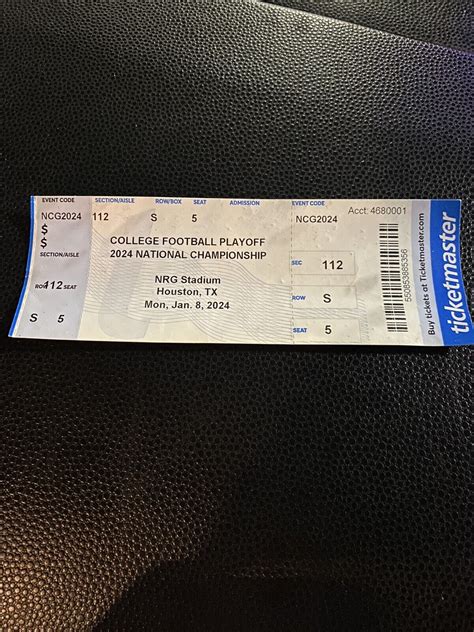 EVENT CODE SECTION/AISLE ROW/BOX SEAT ADMISSION EVENT CODE
NCG2024 112 S 5 NCG2024 Acct: 4680001
$
$
SECTION/AISLE
112
ROW SEAT
S 5
COLLEGE FOOTBALL PLAYOFF
2024 NATIONAL CHAMPIONSHIP
NRG Stadium
Houston, TX
Mon, Jan. 8, 2024
SEC 112
ROW S
SEAT 5
Buy tickets at Ticketmaster.com
ticketmaster